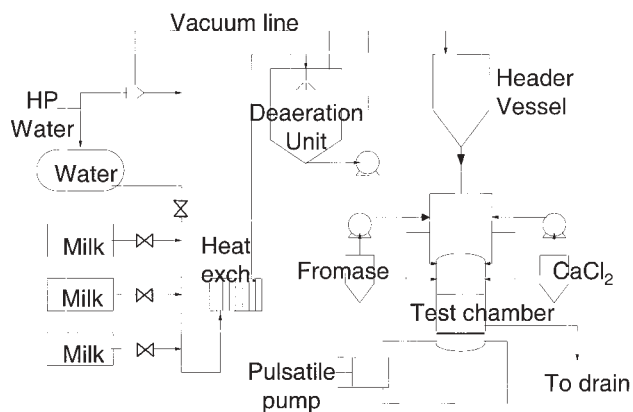 Vacuum line
HP
Water
Water
Deaeration
Unit
Header
Vessel
Milk
Milk
Milk
Heat
exch
Fromase
CaCl₂
Test chamber
Pulsatile
pump
To drain